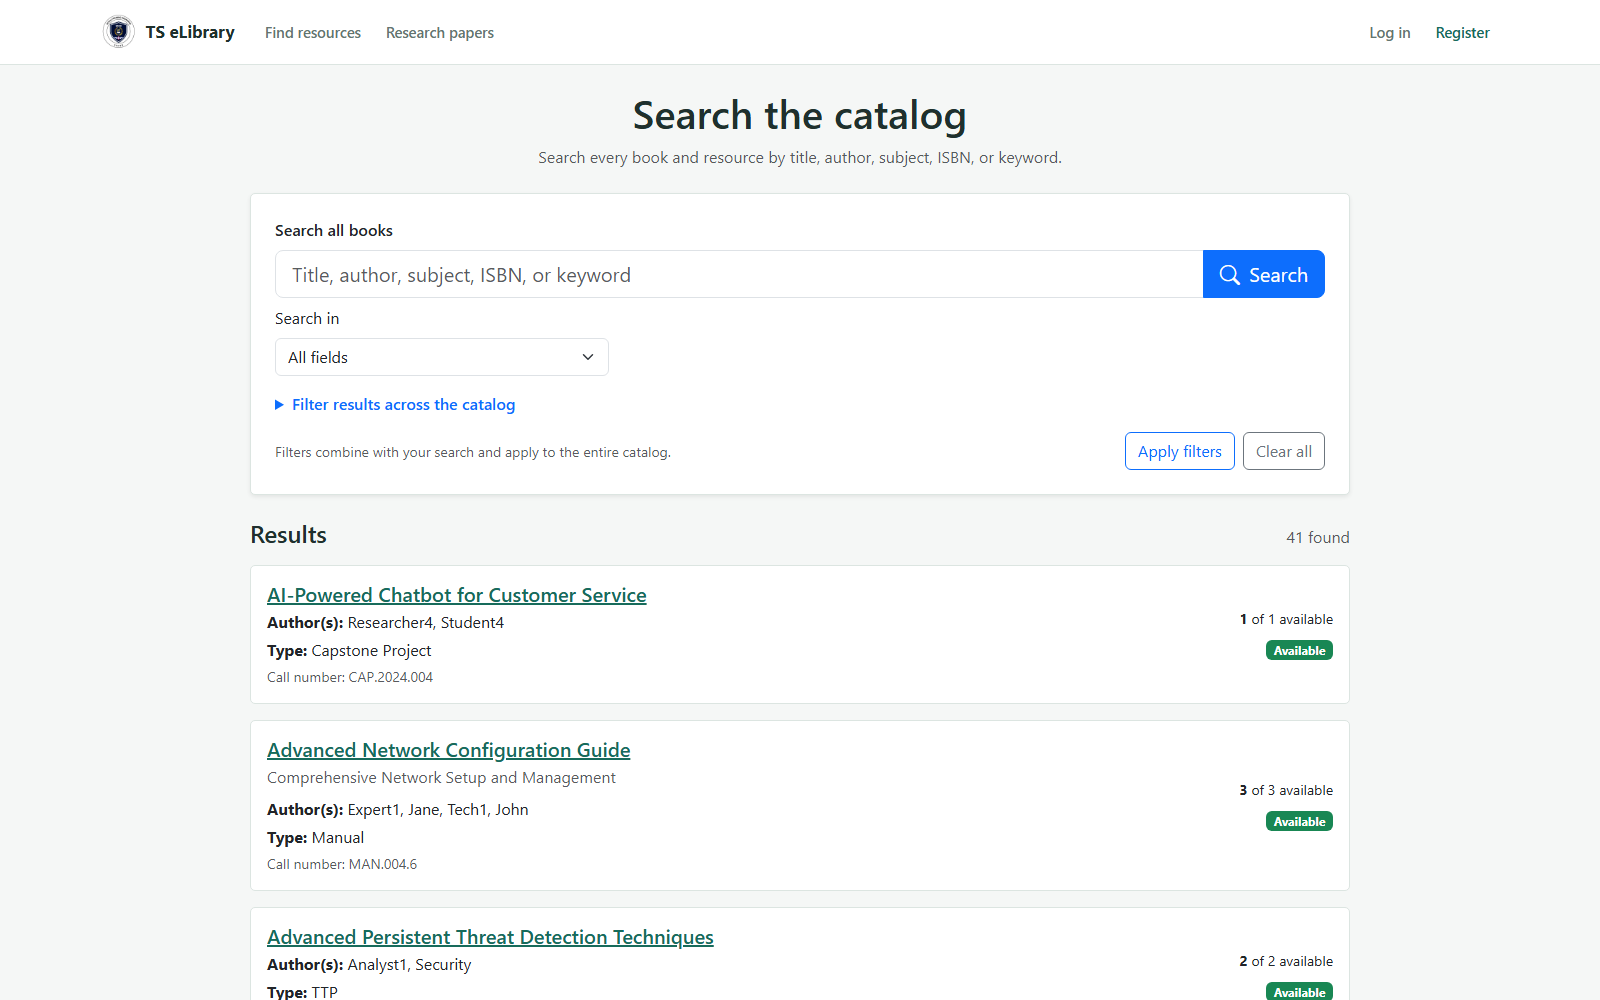 TS eLibrary
Find resources
Research papers
Log in
Register
Search the catalog
Search every book and resource by title, author, subject, ISBN, or keyword.
Search all books
Title, author, subject, ISBN, or keyword
Search
Search in
All fields
Filter results across the catalog
Filters combine with your search and apply to the entire catalog.
Apply filters
Clear all
Results
41 found
AI-Powered Chatbot for Customer Service
Author(s): Researcher4, Student4
Type: Capstone Project
Call number: CAP.2024.004
1 of 1 available
Available
Advanced Network Configuration Guide
Comprehensive Network Setup and Management
Author(s): Expert1, Jane, Tech1, John
Type: Manual
Call number: MAN.004.6
3 of 3 available
Available
Advanced Persistent Threat Detection Techniques
Author(s): Analyst1, Security
Type: TTP
2 of 2 available
Available